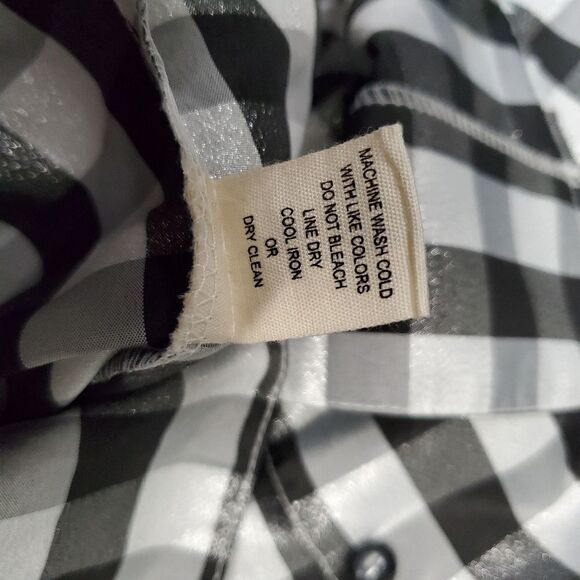 MACHINE WASH COLD
WITH LIKE COLORS
DO NOT BLEACH
LINE DRY
COOL IRON
OR
DRY CLEAN